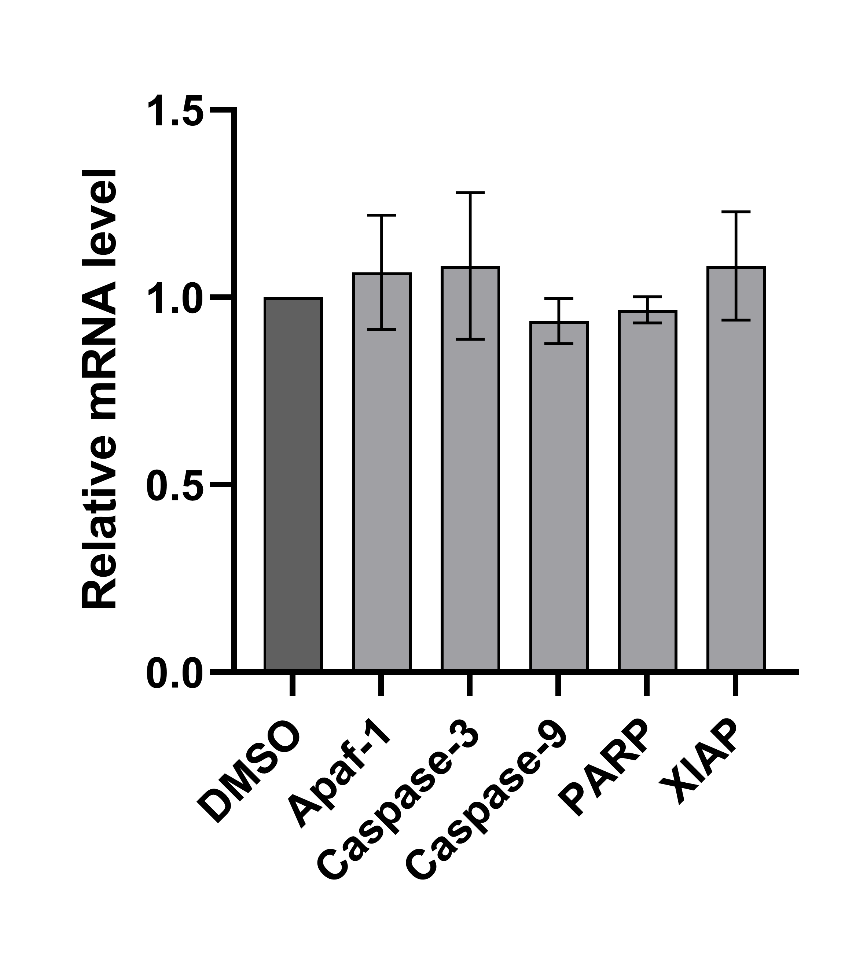 Relative mRNA level
1.5
1.0
0.5
0.0
DMSO
Apaf-1
Caspase-3
Caspase-9
PARP
XIAP